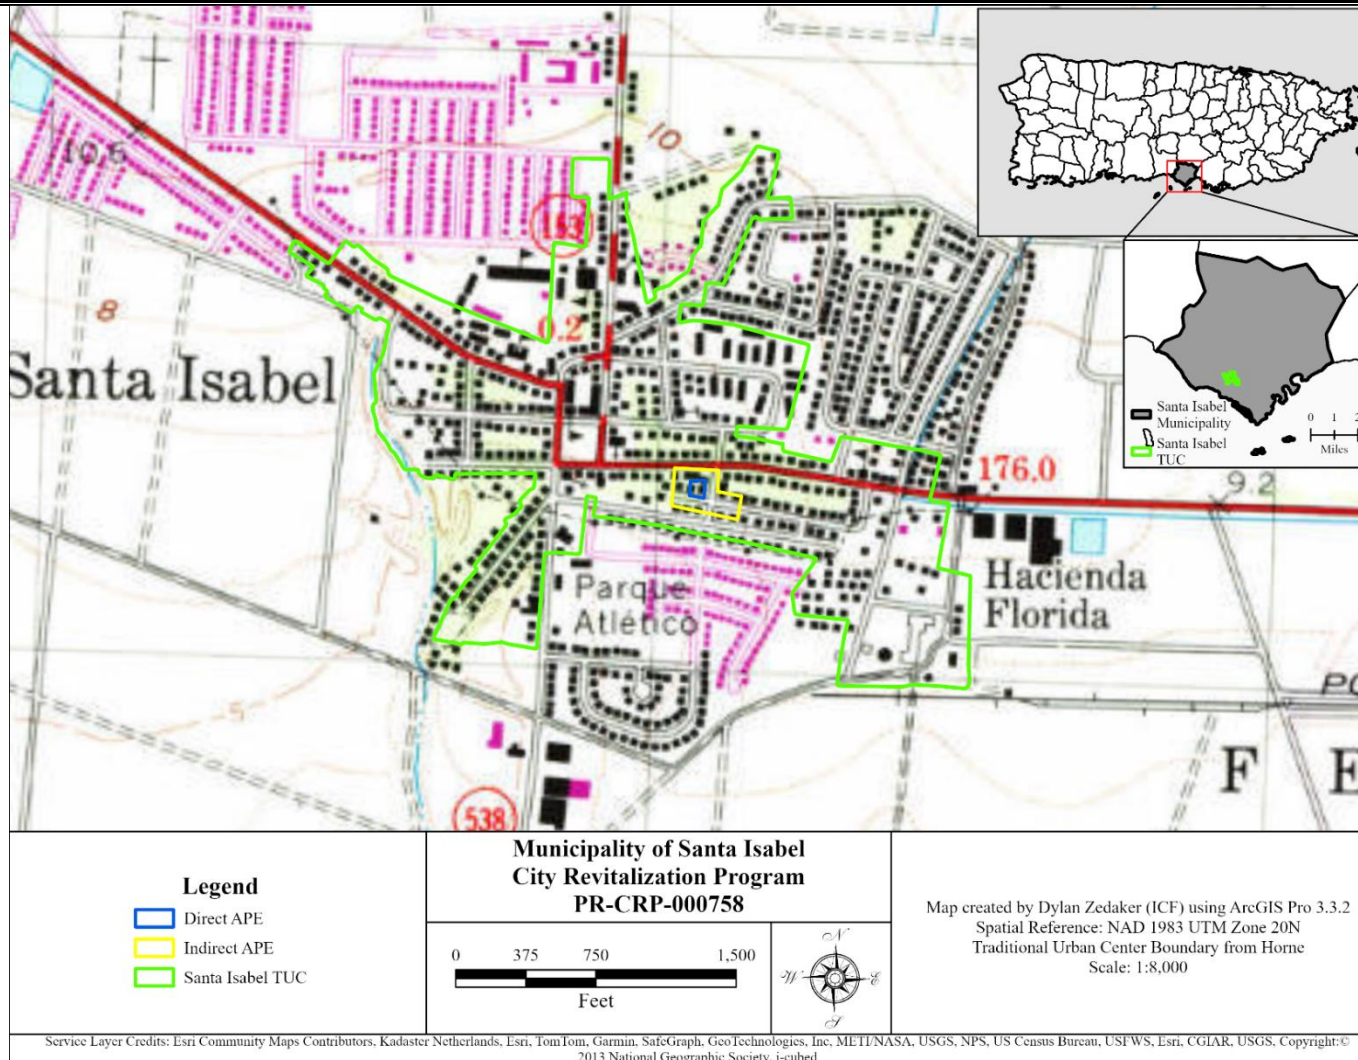 10
10.6
153
8
0.2
Santa Isabel
Santa Isabel
Municipality
Santa Isabel
TUC
0 1 2
Miles
176.0
9.2
Parque
Atlético
Hacienda
Florida
5
538
F E
Legend
Direct APE
Indirect APE
Santa Isabel TUC
Municipality of Santa Isabel
City Revitalization Program
PR-CRP-000758
0 375 750 1,500
Feet
N
W E
S
Map created by Dylan Zedaker (ICF) using ArcGIS Pro 3.3.2
Spatial Reference: NAD 1983 UTM Zone 20N
Traditional Urban Center Boundary from Horne
Scale: 1:8,000
Service Layer Credits: Esri Community Maps Contributors, Kadaster Netherlands, Esri, TomTom, Garmin, SafeGraph, GeoTechnologies, Inc, METI/NASA, USGS, NPS, US Census Bureau, USFWS, Esri, CGIAR, USGS, Copyright:©
2013 National Geographic Society, i-cubed